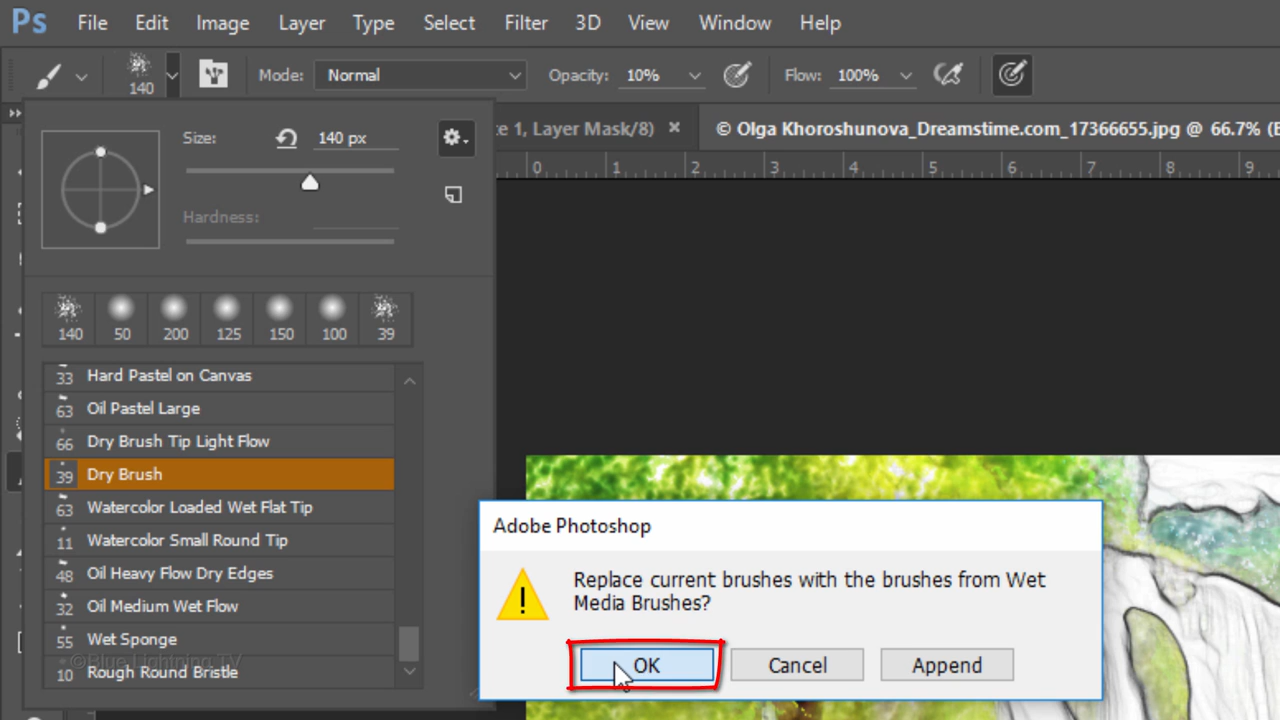 Ps File Edit Image Layer Type Select Filter 3D View Window Help
140 Mode: Normal Opacity: 10% Flow: 100%
e 1, Layer Mask/8) × © Olga Khoroshunova_Dreamstime.com_17366655.jpg @ 66.7% (
0 1 2 3 4 5 6 7 8 9
Size: 140 px
Hardness:
140 50 200 125 150 100 39
33 Hard Pastel on Canvas
63 Oil Pastel Large
66 Dry Brush Tip Light Flow
39 Dry Brush
63 Watercolor Loaded Wet Flat Tip
11 Watercolor Small Round Tip
48 Oil Heavy Flow Dry Edges
32 Oil Medium Wet Flow
55 Wet Sponge
©Blue Lightning TV
10 Rough Round Bristle
Adobe Photoshop
Replace current brushes with the brushes from Wet
Media Brushes?
OK Cancel Append